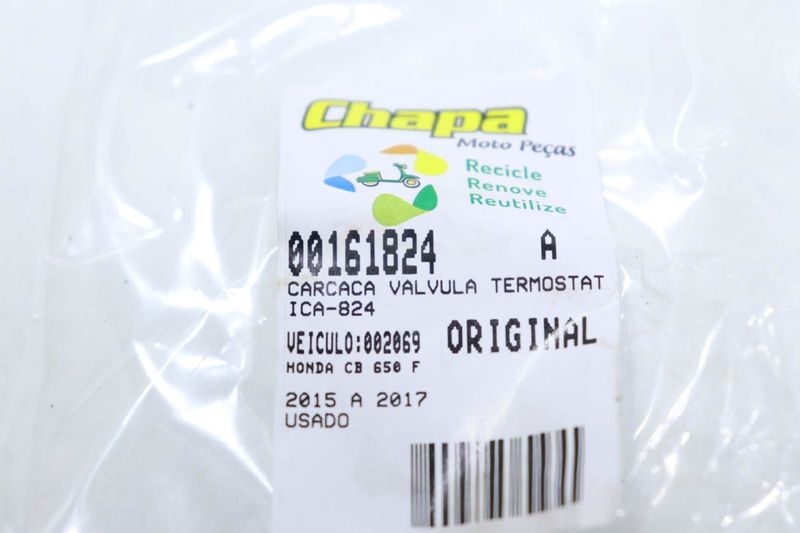 Chapa
Moto Peças
Recicle
Renove
Reutilize
00161824 A
CARCACA VALVULA TERMOSTAT
ICA-824
VEICULO:002069 ORIGINAL
HONDA CB 650 F
2015 A 2017
USADO